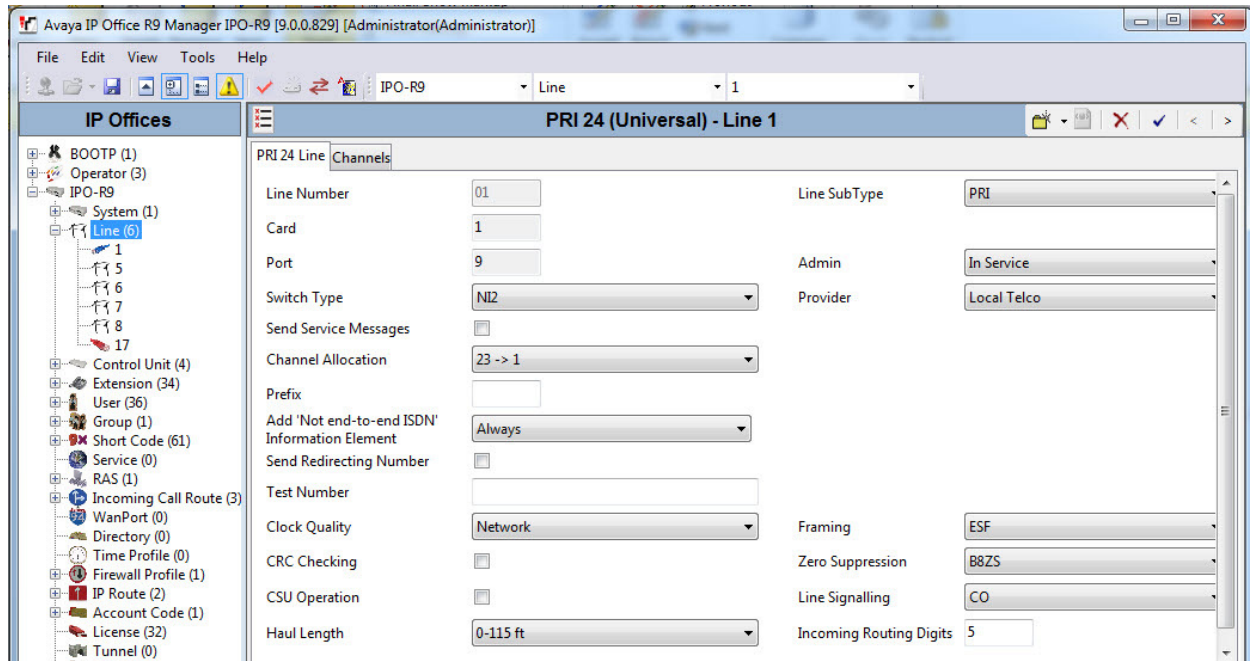 Avaya IP Office R9 Manager IPO-R9 [9.0.0.829] [Administrator(Administrator)]
File Edit View Tools Help
IPO-R9 Line 1
IP Offices
BOOTP (1)
Operator (3)
IPO-R9
System (1)
Line (6)
1
5
6
7
8
17
Control Unit (4)
Extension (34)
User (36)
Group (1)
Short Code (61)
Service (0)
RAS (1)
Incoming Call Route (3)
WanPort (0)
Directory (0)
Time Profile (0)
Firewall Profile (1)
IP Route (2)
Account Code (1)
License (32)
Tunnel (0)
PRI 24 (Universal) - Line 1
PRI 24 Line Channels
Line Number 01 Line SubType PRI
Card 1
Port 9 Admin In Service
Switch Type NI2 Provider Local Telco
Send Service Messages
Channel Allocation 23 -> 1
Prefix
Add 'Not end-to-end ISDN'
Information Element Always
Send Redirecting Number
Test Number
Clock Quality Network Framing ESF
CRC Checking Zero Suppression B8ZS
CSU Operation Line Signalling CO
Haul Length 0-115 ft Incoming Routing Digits 5